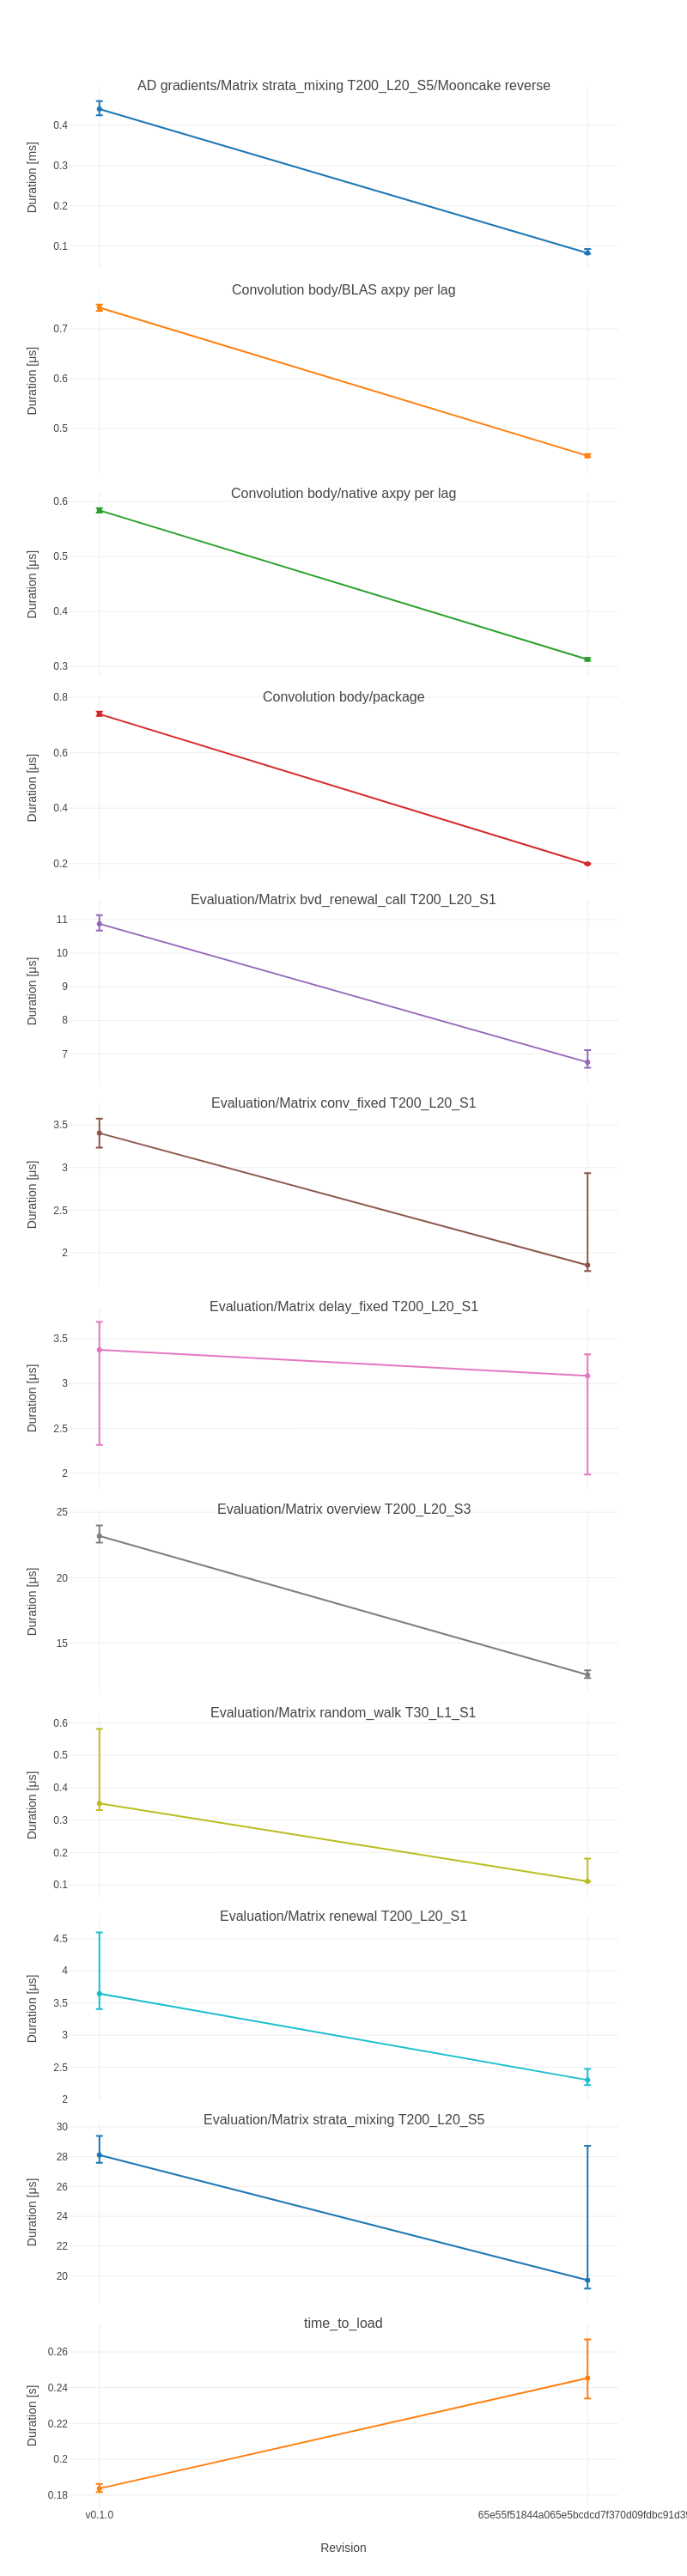 AD gradients/Matrix strata_mixing T200_L20_S5/Mooncake reverse
Duration [ms]
0.4
0.3
0.2
0.1
Convolution body/BLAS axpy per lag
Duration [μs]
0.7
0.6
0.5
Convolution body/native axpy per lag
Duration [μs]
0.6
0.5
0.4
0.3
Convolution body/package
Duration [μs]
0.8
0.6
0.4
0.2
Evaluation/Matrix bvd_renewal_call T200_L20_S1
Duration [μs]
11
10
9
8
7
Evaluation/Matrix conv_fixed T200_L20_S1
Duration [μs]
3.5
3
2.5
2
Evaluation/Matrix delay_fixed T200_L20_S1
Duration [μs]
3.5
3
2.5
2
Evaluation/Matrix overview T200_L20_S3
Duration [μs]
25
20
15
Evaluation/Matrix random_walk T30_L1_S1
Duration [μs]
0.6
0.5
0.4
0.3
0.2
0.1
Evaluation/Matrix renewal T200_L20_S1
Duration [μs]
4.5
4
3.5
3
2.5
2
Evaluation/Matrix strata_mixing T200_L20_S5
Duration [μs]
30
28
26
24
22
20
time_to_load
Duration [s]
0.26
0.24
0.22
0.2
0.18
v0.1.0
65e55f51844a065e5bcdcd7f370d09fdbc91d39
Revision